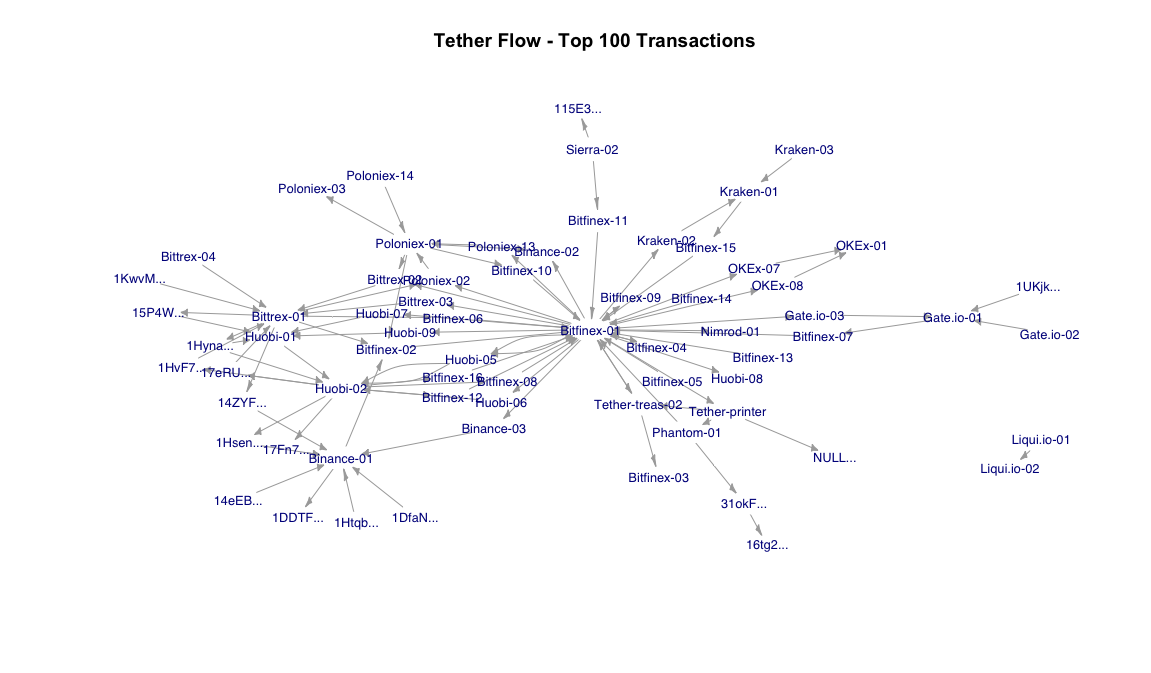 Tether Flow - Top 100 Transactions
115E3...
Sierra-02
Kraken-03
Poloniex-14
Poloniex-03
Kraken-01
Bitfinex-11
Poloniex-01
Poloniex-13
Kraken-02
Bitfinex-15
OKEx-01
Binance-02
Bittrex-04
Bitfinex-10
OKEx-07
1KwvM...
Bittrex-02
Poloniex-02
OKEx-08
1UKjk...
Bittrex-03
Bitfinex-09
Bitfinex-14
15P4W...
Bittrex-01
Huobi-07
Bitfinex-06
Gate.io-03
Gate.io-01
Huobi-01
Huobi-09
Bitfinex-01
Nimrod-01
Bitfinex-07
Gate.io-02
1Hyna...
Bitfinex-02
Bitfinex-04
Bitfinex-13
1HvF7...
17eRU...
Huobi-05
Bitfinex-16
Bitfinex-08
Bitfinex-05
Huobi-08
Huobi-02
Bitfinex-12
14ZYF...
Huobi-06
Tether-treas-02
Tether-printer
Binance-03
Phantom-01
1Hsen...
17Fn7...
Liqui.io-01
Binance-01
NULL...
Liqui.io-02
Bitfinex-03
14eEB...
31okF...
1DDTF...
1Htqb...
1DfaN...
16tg2...